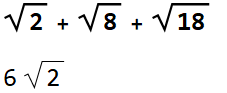 √2 + √8 + √18
6 √2